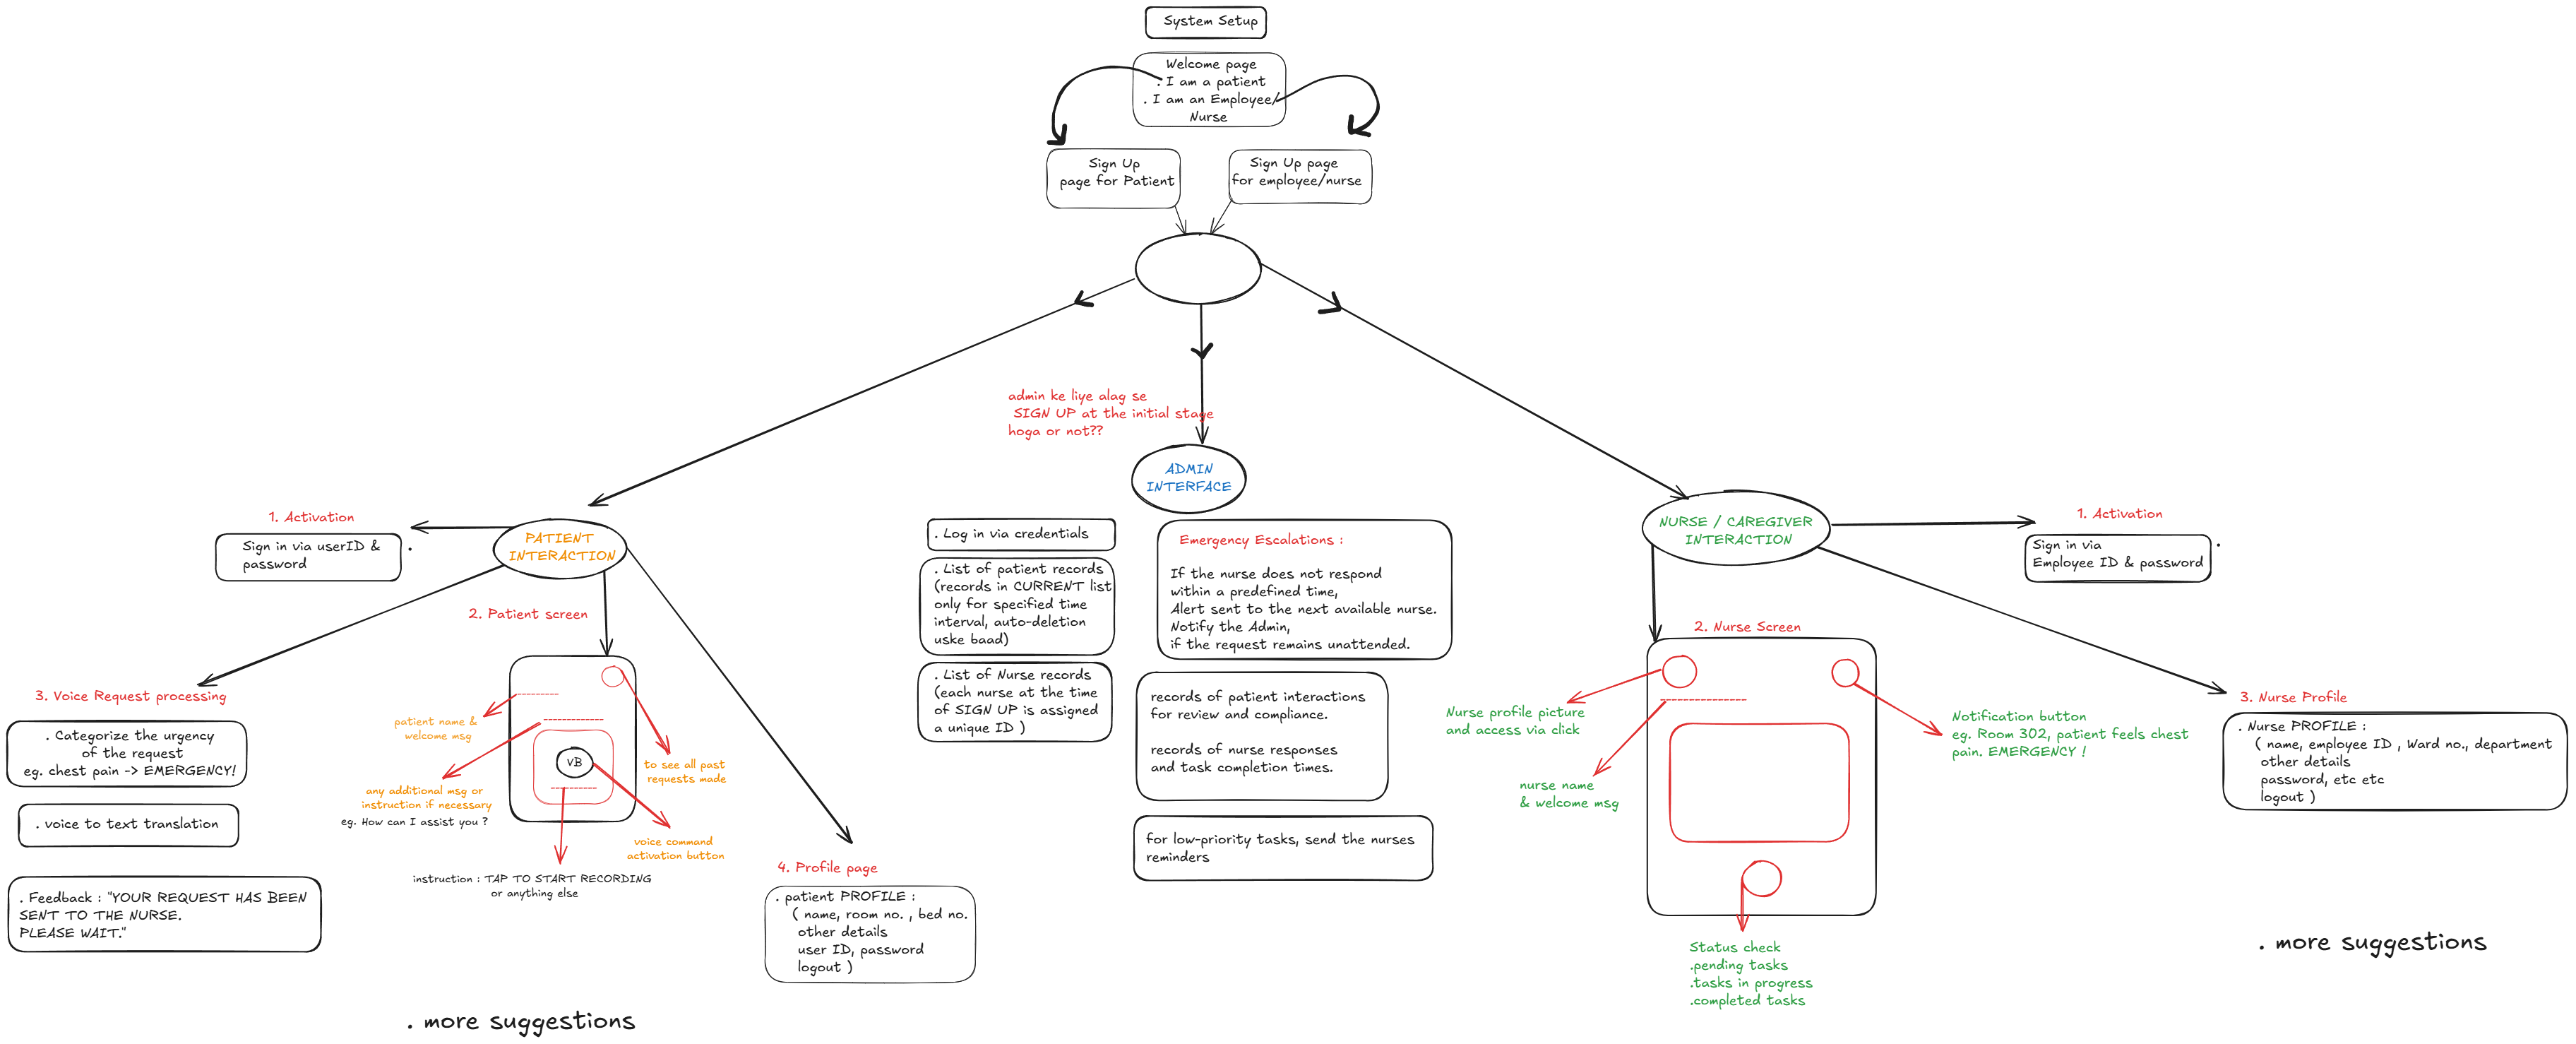 System Setup
Welcome page
. I am a patient
. I am an Employee/
Nurse
Sign Up
page for Patient
Sign Up page
for employee/nurse
admin ke liye alag se
SIGN UP at the initial stage
hoga or not??
ADMIN
INTERFACE
1. Activation
Sign in via userID &
password
.
PATIENT
INTERACTION
2. Patient screen
3. Voice Request processing
. Categorize the urgency
of the request
eg. chest pain -> EMERGENCY!
. voice to text translation
. Feedback : "YOUR REQUEST HAS BEEN
SENT TO THE NURSE.
PLEASE WAIT."
patient name &
welcome msg
any additional msg or
instruction if necessary
eg. How can I assist you ?
---------
-------------
VB
----------
to see all past
requests made
voice command
activation button
instruction : TAP TO START RECORDING
or anything else
4. Profile page
. patient PROFILE :
( name, room no. , bed no.
other details
user ID, password
logout )
. more suggestions
. Log in via credentials
. List of patient records
(records in CURRENT list
only for specified time
interval, auto-deletion
uske baad)
. List of Nurse records
(each nurse at the time
of SIGN UP is assigned
a unique ID )
Emergency Escalations :
If the nurse does not respond
within a predefined time,
Alert sent to the next available nurse.
Notify the Admin,
if the request remains unattended.
records of patient interactions
for review and compliance.
records of nurse responses
and task completion times.
for low-priority tasks, send the nurses
reminders
NURSE / CAREGIVER
INTERACTION
1. Activation
Sign in via
Employee ID & password
.
2. Nurse Screen
---------------
Nurse profile picture
and access via click
nurse name
& welcome msg
Notification button
eg. Room 302, patient feels chest
pain. EMERGENCY !
Status check
.pending tasks
.tasks in progress
.completed tasks
3. Nurse Profile
. Nurse PROFILE :
( name, employee ID , Ward no., department
other details
password, etc etc
logout )
. more suggestions